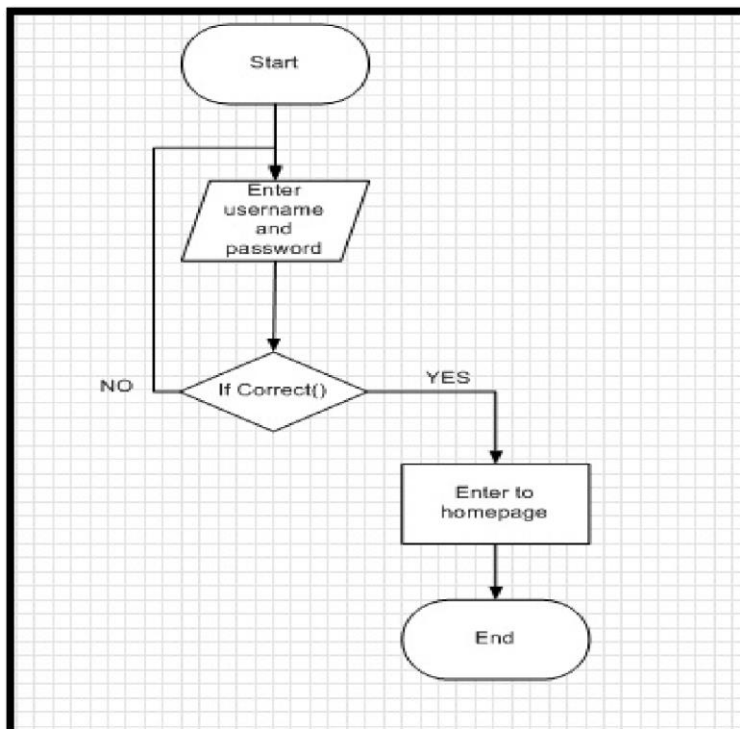 Start
Enter
username
and
password
If Correct()
NO
YES
Enter to
homepage
End